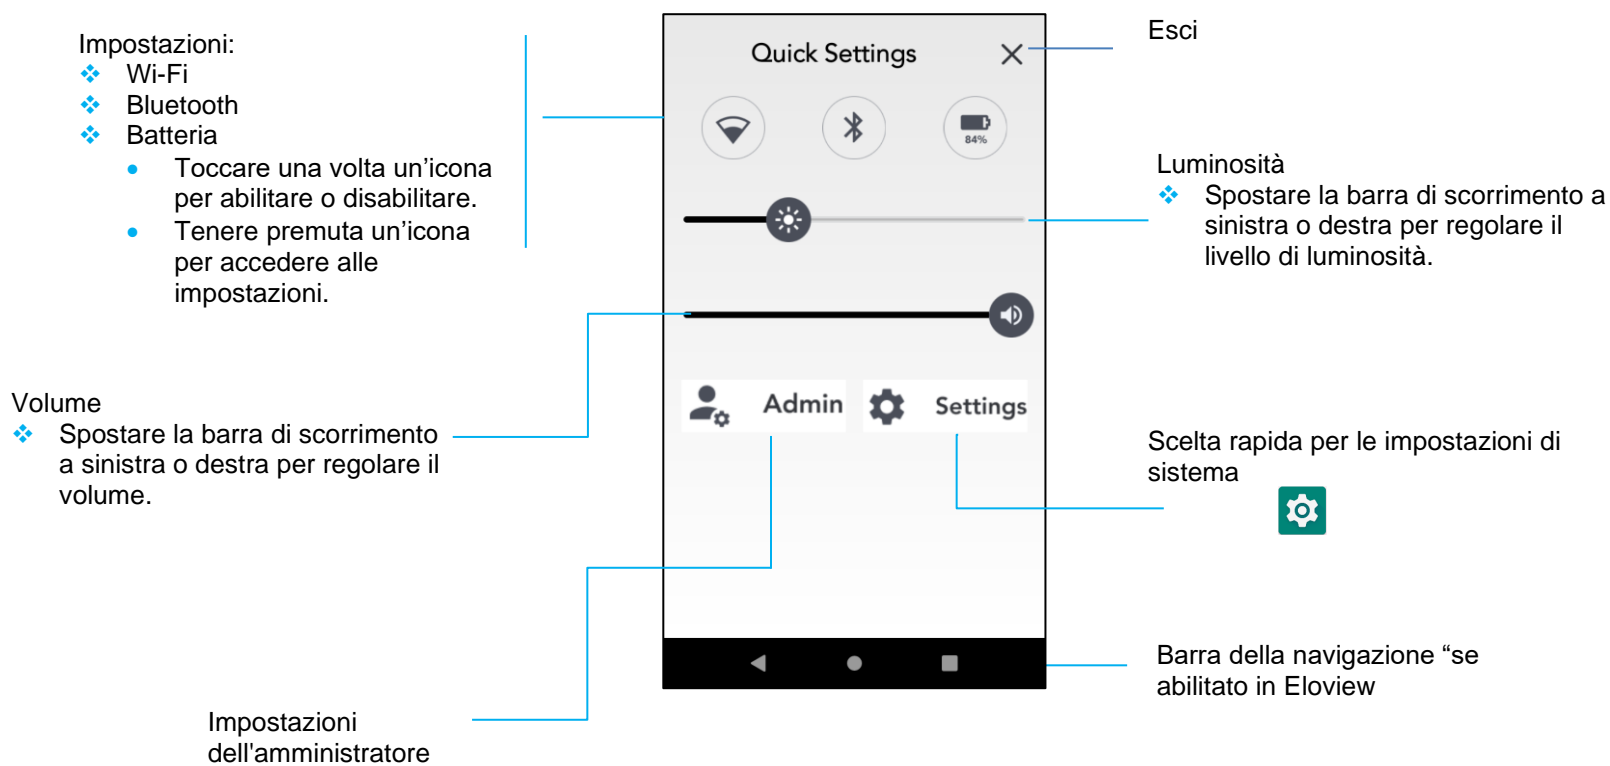 Impostazioni:
Wi-Fi
Bluetooth
Batteria
Toccare una volta un’icona
per abilitare o disabilitare.
Tenere premuta un’icona
per accedere alle
impostazioni.
Volume
Spostare la barra di scorrimento
a sinistra o destra per regolare il
volume.
Impostazioni
dell'amministratore
Quick Settings
84%
Admin
Settings
Esci
Luminosità
Spostare la barra di scorrimento a
sinistra o destra per regolare il
livello di luminosità.
Scelta rapida per le impostazioni di
sistema
Barra della navigazione “se
abilitato in Eloview